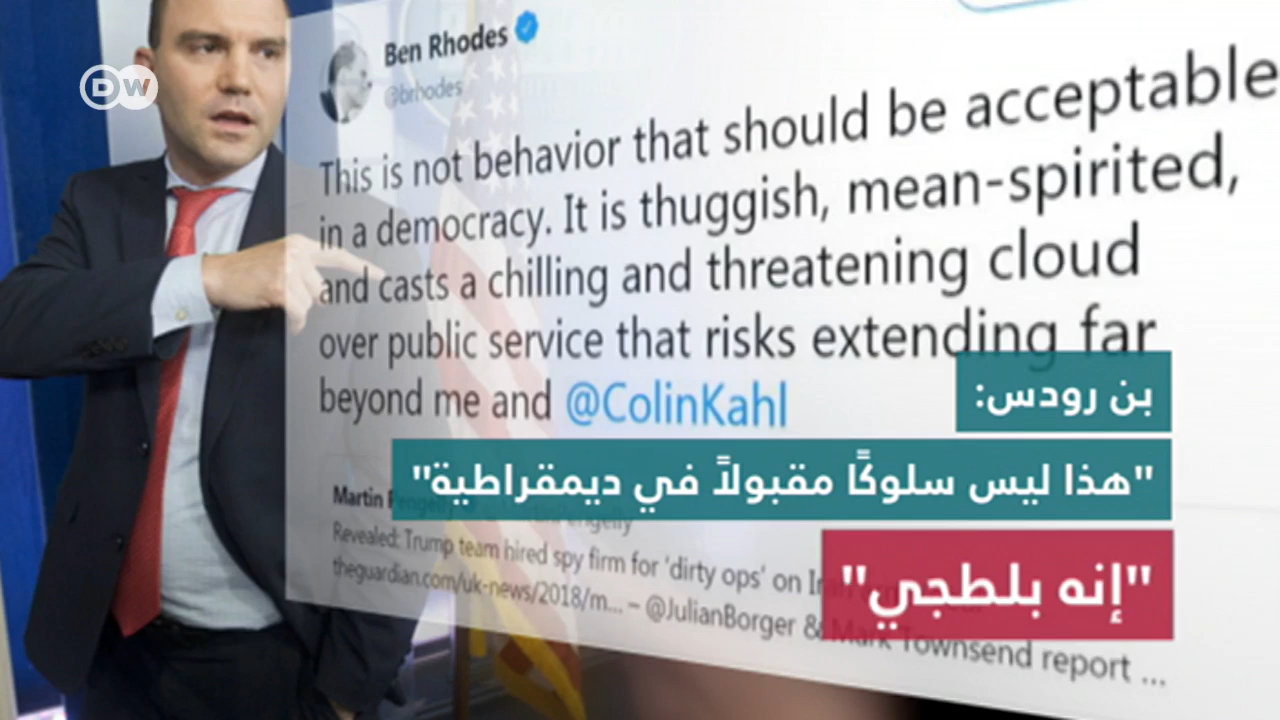 DW
Ben Rhodes
@brhodes
This is not behavior that should be acceptable
in a democracy. It is thuggish, mean-spirited,
and casts a chilling and threatening cloud
over public service that risks extending far
beyond me and @ColinKahl
بن رودس:
"هذا ليس سلوكًا مقبولاً في ديمقراطية"
Martin Pengelly
Revealed: Trump team hired spy firm for 'dirty ops' on
"إنه بلطجي"
theguardian.com/uk-news/2018/m... – @JulianBorger & Mark Townsend report ...